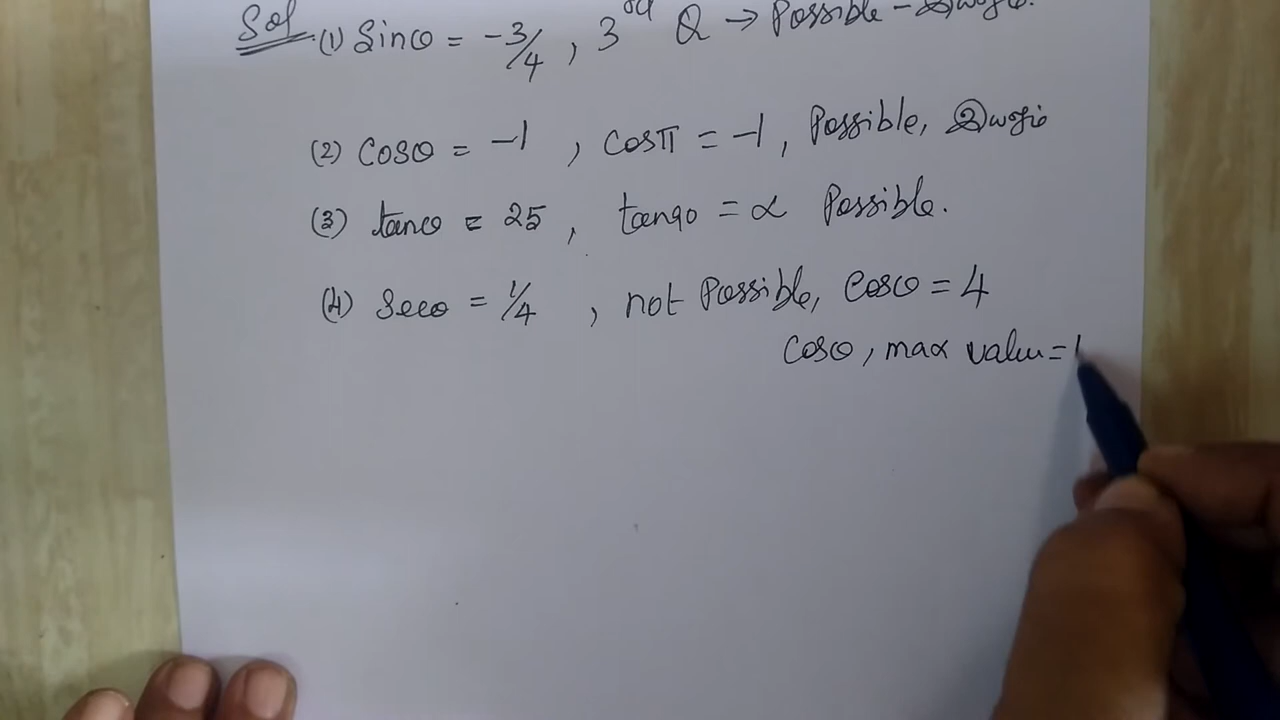 Sol (1) Sinθ = -3/4, 3rd Q → Possible -
(2) Cosθ = -1, cosπ = -1, Possible,
(3) tanθ = 25, tan90 = α Possible.
(4) Secθ = 1/4, not Possible, Cosθ = 4
Cosθ, max value = 1